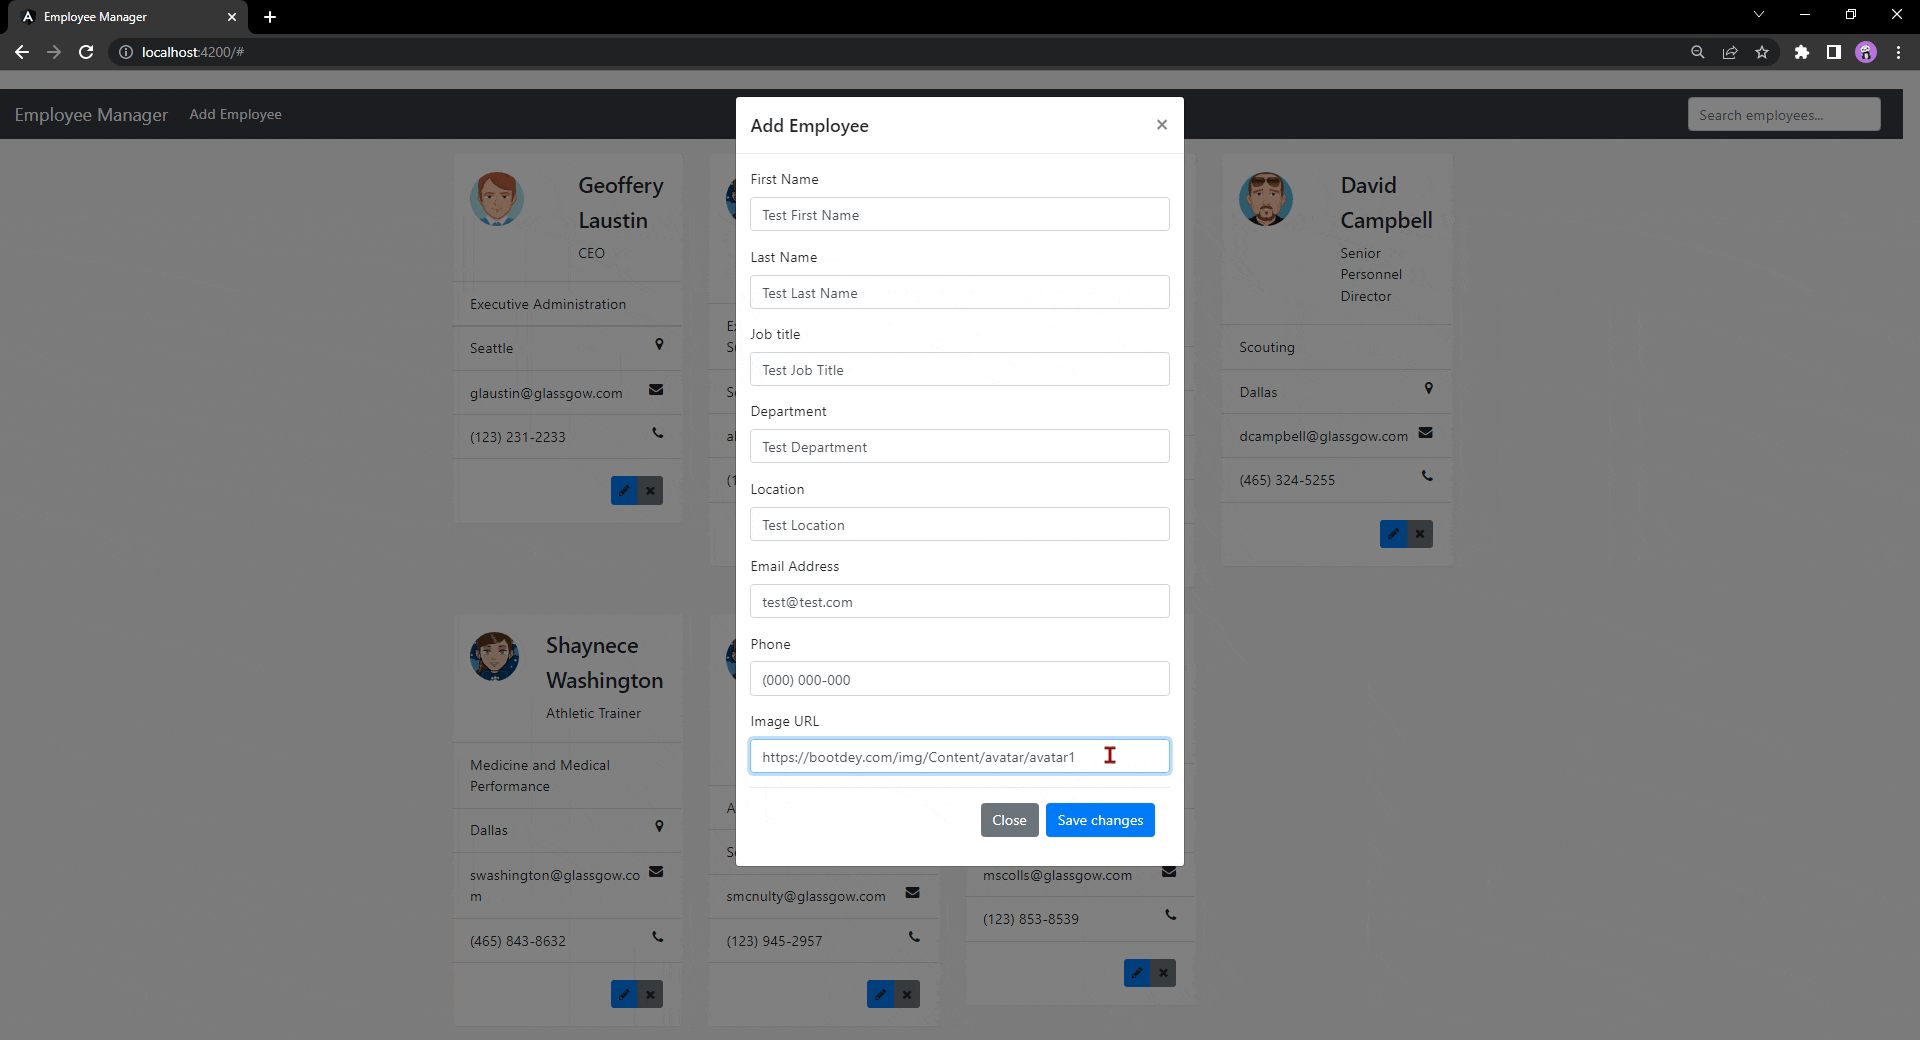 Employee Manager
localhost:4200/#
Employee Manager
Add Employee
Search employees...
Add Employee
First Name
Test First Name
Last Name
Test Last Name
Job title
Test Job Title
Department
Test Department
Location
Test Location
Email Address
test@test.com
Phone
(000) 000-000
Image URL
https://bootdey.com/img/Content/avatar/avatar1
Close
Save changes
Geoffery
Laustin
CEO
Executive Administration
Seattle
glaustin@glassgow.com
(123) 231-2233
David
Campbell
Senior
Personnel
Director
Scouting
Dallas
dcampbell@glassgow.com
(465) 324-5255
Shaynece
Washington
Athletic Trainer
Medicine and Medical
Performance
Dallas
swashington@glassgow.co
m
(465) 843-8632
smcnulty@glassgow.com
(123) 945-2957
mscolls@glassgow.com
(123) 853-8539